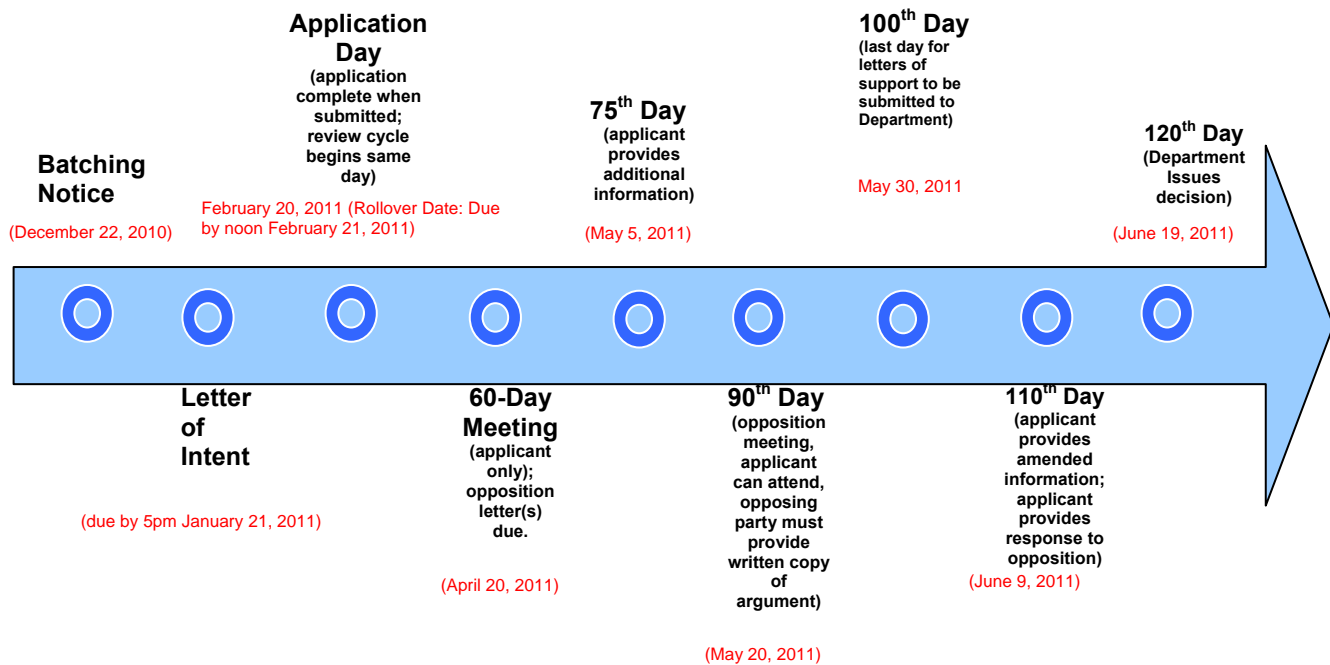 Batching
Notice
(December 22, 2010)
Letter
of
Intent
(due by 5pm January 21, 2011)
Application
Day
(application
complete when
submitted;
review cycle
begins same
day)
February 20, 2011 (Rollover Date: Due
by noon February 21, 2011)
60-Day
Meeting
(applicant
only);
opposition
letter(s)
due.
(April 20, 2011)
75th Day
(applicant
provides
additional
information)
(May 5, 2011)
90th Day
(opposition
meeting,
applicant
can attend,
opposing
party must
provide
written copy
of
argument)
(May 20, 2011)
100th Day
(last day for
letters of
support to be
submitted to
Department)
May 30, 2011
110th Day
(applicant
provides
amended
information;
applicant
provides
response to
opposition)
(June 9, 2011)
120th Day
(Department
Issues
decision)
(June 19, 2011)